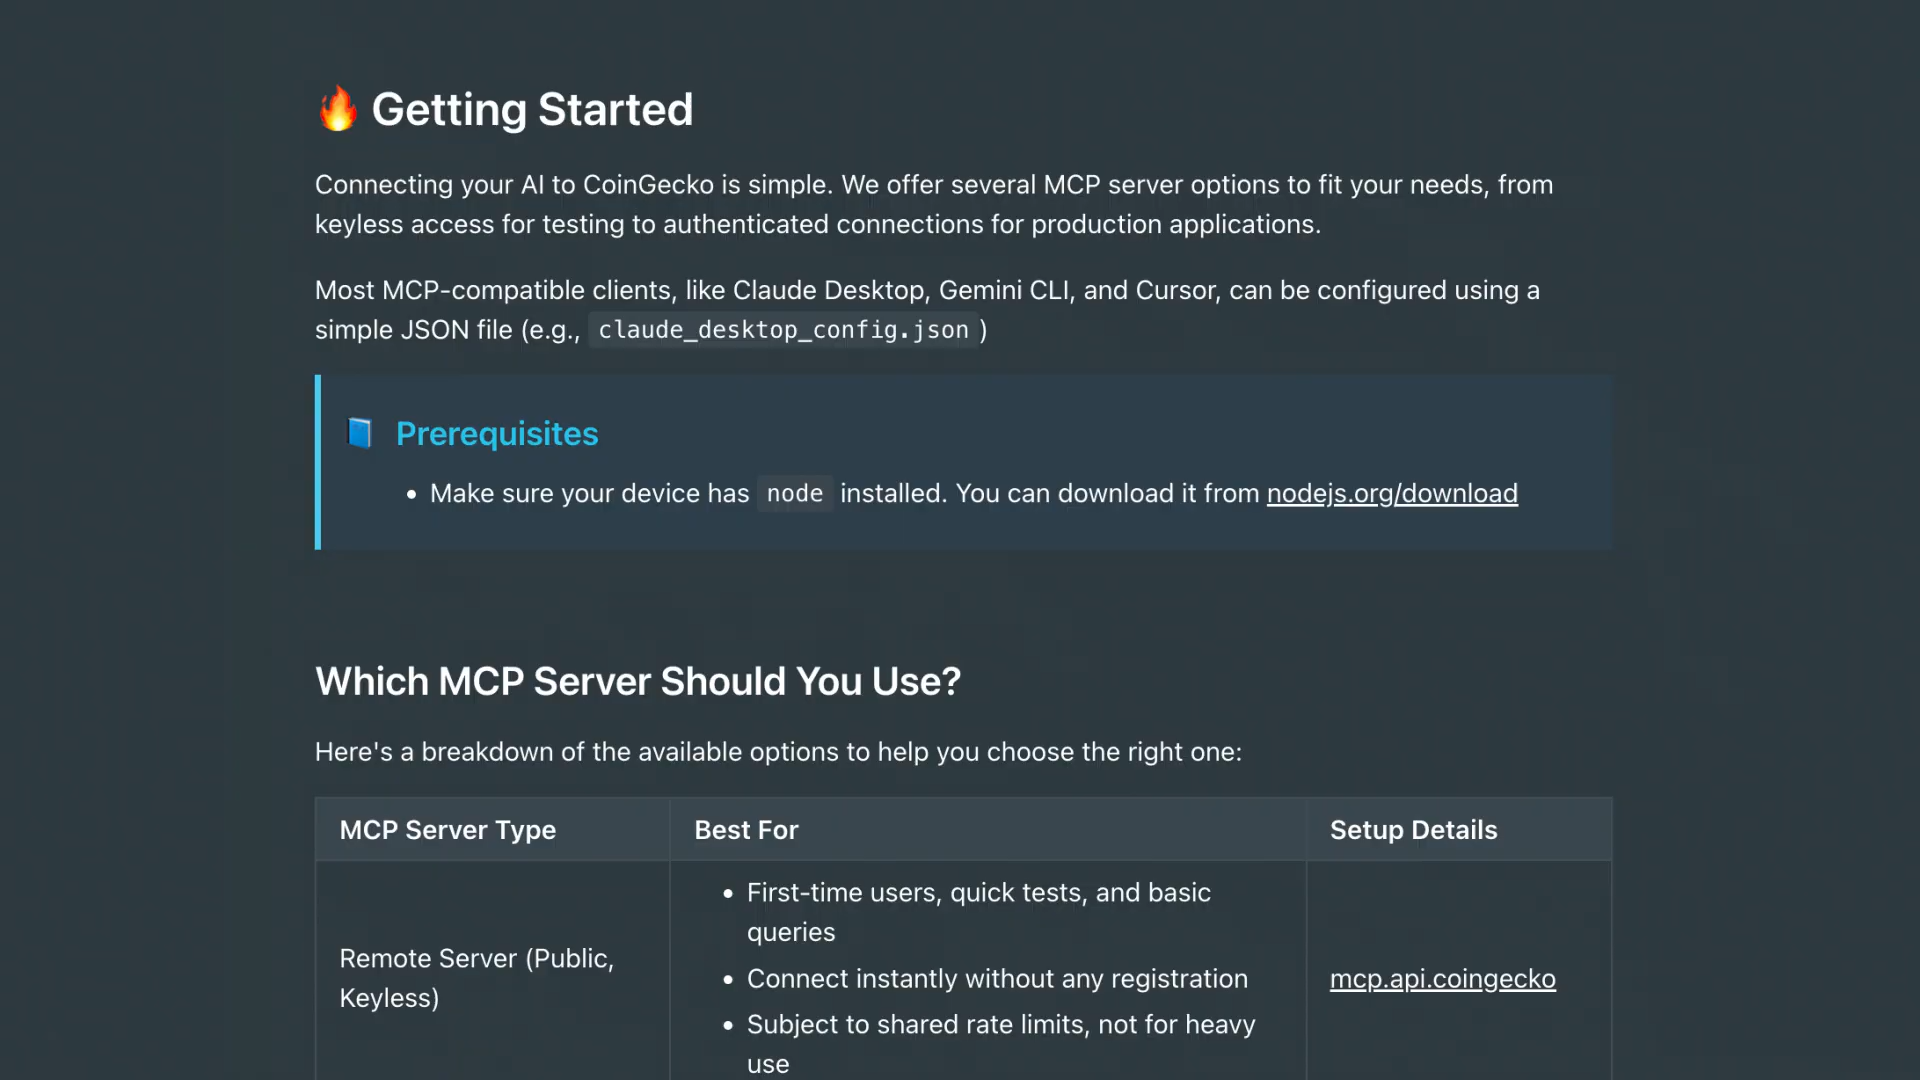 🔥 Getting Started
Connecting your AI to CoinGecko is simple. We offer several MCP server options to fit your needs, from
keyless access for testing to authenticated connections for production applications.
Most MCP-compatible clients, like Claude Desktop, Gemini CLI, and Cursor, can be configured using a
simple JSON file (e.g., claude_desktop_config.json)
📘 Prerequisites
• Make sure your device has node installed. You can download it from nodejs.org/download
Which MCP Server Should You Use?
Here's a breakdown of the available options to help you choose the right one:
MCP Server Type
Best For
Setup Details
Remote Server (Public,
Keyless)
• First-time users, quick tests, and basic
queries
• Connect instantly without any registration
• Subject to shared rate limits, not for heavy
use
mcp.api.coingecko